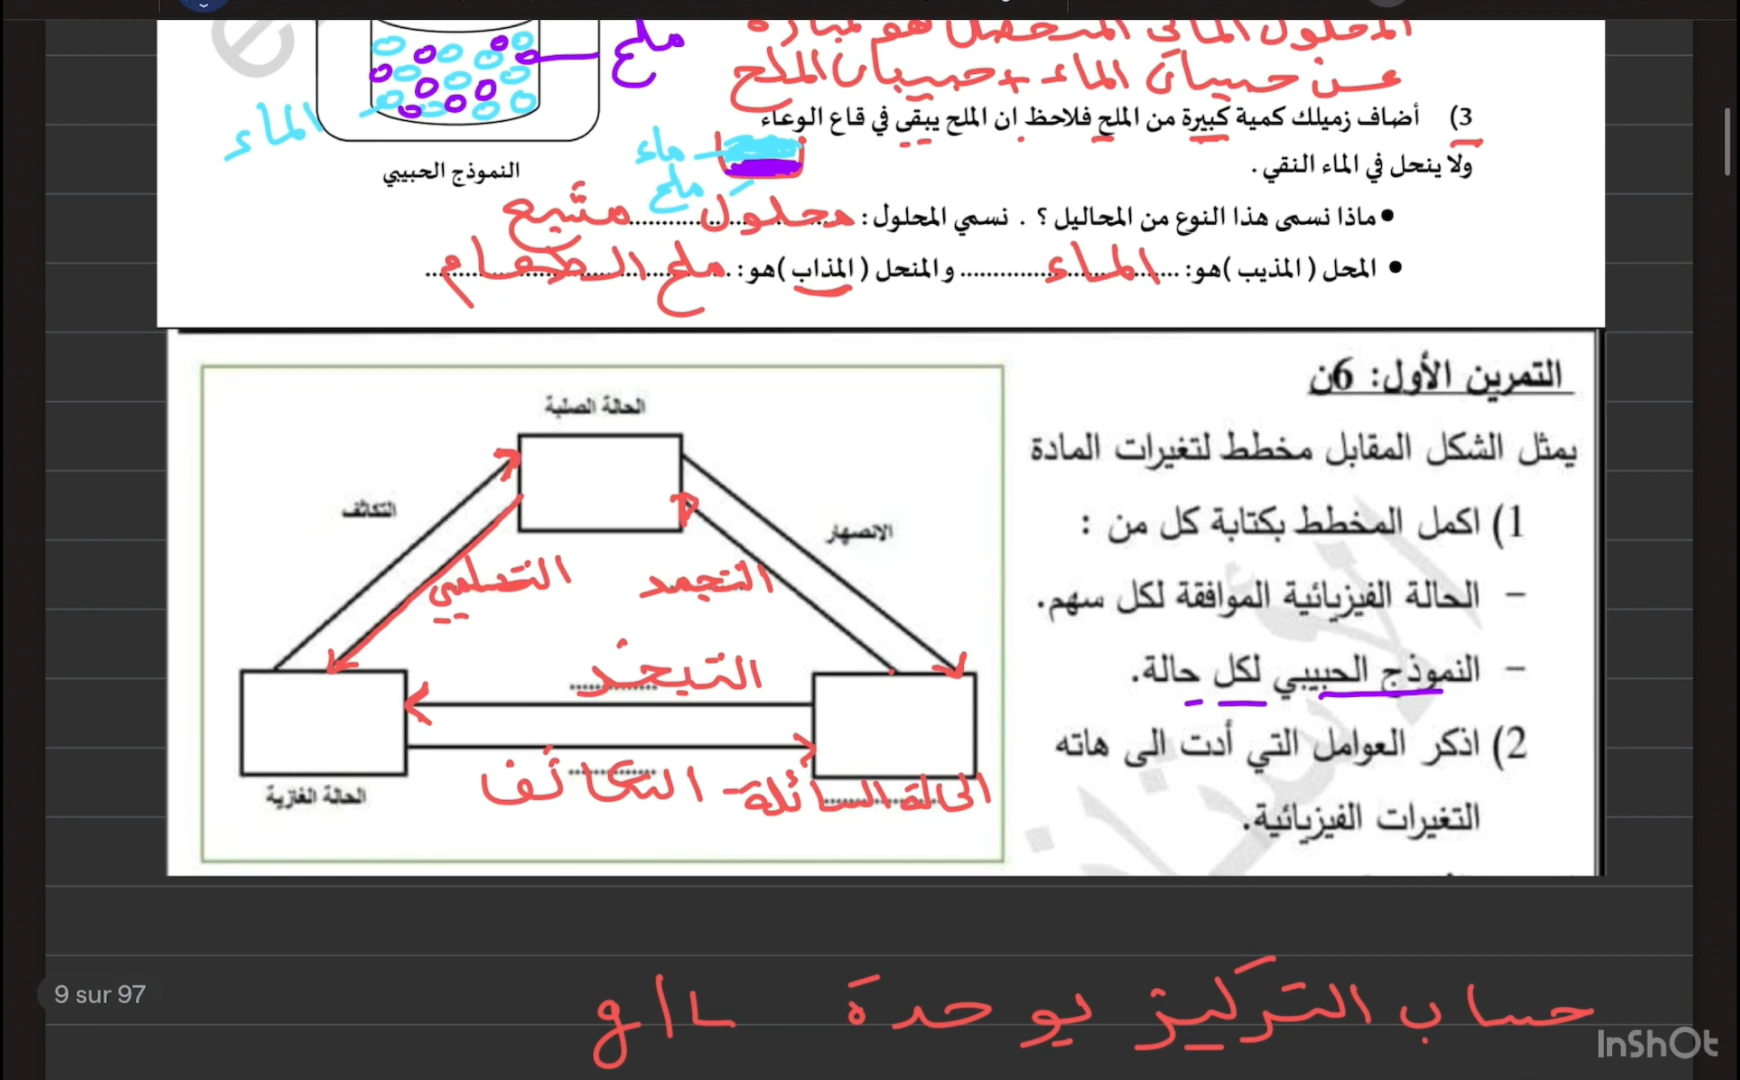 المحلول المائي المتحصل هو عبارة
عن حبيبات الماء + حبيبات الملح
ملح
الماء
النموذج الحبيبي
3) أضاف زميلك كمية كبيرة من الملح فلاحظ ان الملح يبقى في قاع الوعاء
ولا ينحل في الماء النقي .
ماء
ملح
● ماذا نسمى هذا النوع من المحاليل ؟ . نسمي المحلول : محلول مشبع
● المحل ( المذيب ) هو: الماء والمنحل ( المذاب ) هو: ملح الطعام
التمرين الأول: 6ن
يمثل الشكل المقابل مخطط لتغيرات المادة
1) اكمل المخطط بكتابة كل من :
– الحالة الفيزيائية الموافقة لكل سهم.
– النموذج الحبيبي لكل حالة.
2) اذكر العوامل التي أدت الى هاته
التغيرات الفيزيائية.
الحالة الصلبة
التكاثف
الانصهار
التسامي
التجمد
التبخر
التكاثف
الحالة السائلة
الحالة الغازية
حساب التركيز بوحدة g/L
9 sur 97
InShOt